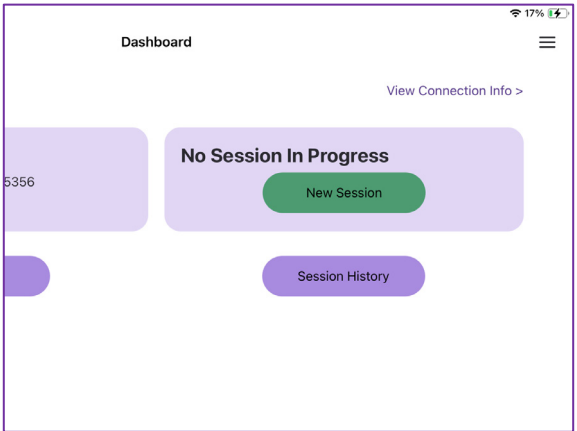 17%
Dashboard
View Connection Info >
No Session In Progress
5356
New Session
Session History